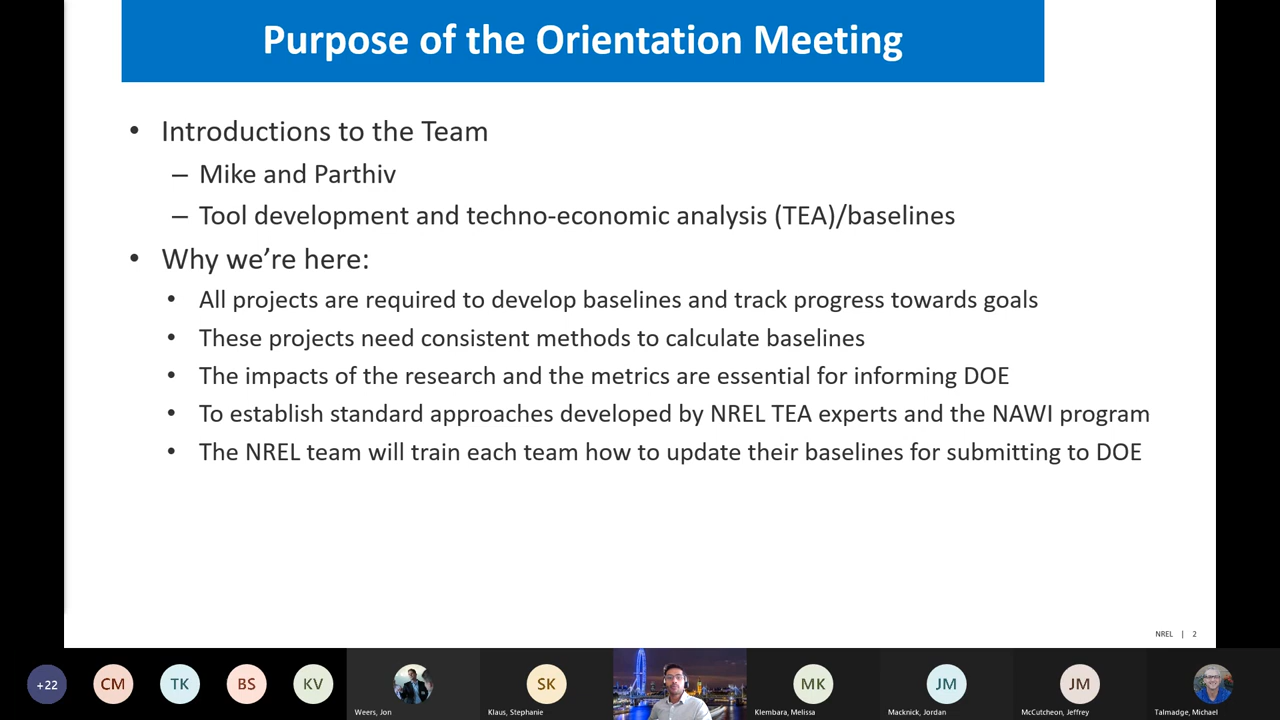 Purpose of the Orientation Meeting
• Introductions to the Team
– Mike and Parthiv
– Tool development and techno-economic analysis (TEA)/baselines
• Why we're here:
• All projects are required to develop baselines and track progress towards goals
• These projects need consistent methods to calculate baselines
• The impacts of the research and the metrics are essential for informing DOE
• To establish standard approaches developed by NREL TEA experts and the NAWI program
• The NREL team will train each team how to update their baselines for submitting to DOE
NREL | 2
+22 CM TK BS KV SK MK JM JM
Weers, Jon Klaus, Stephanie Klembara, Melissa Macknick, Jordan McCutcheon, Jeffrey Talmadge, Michael